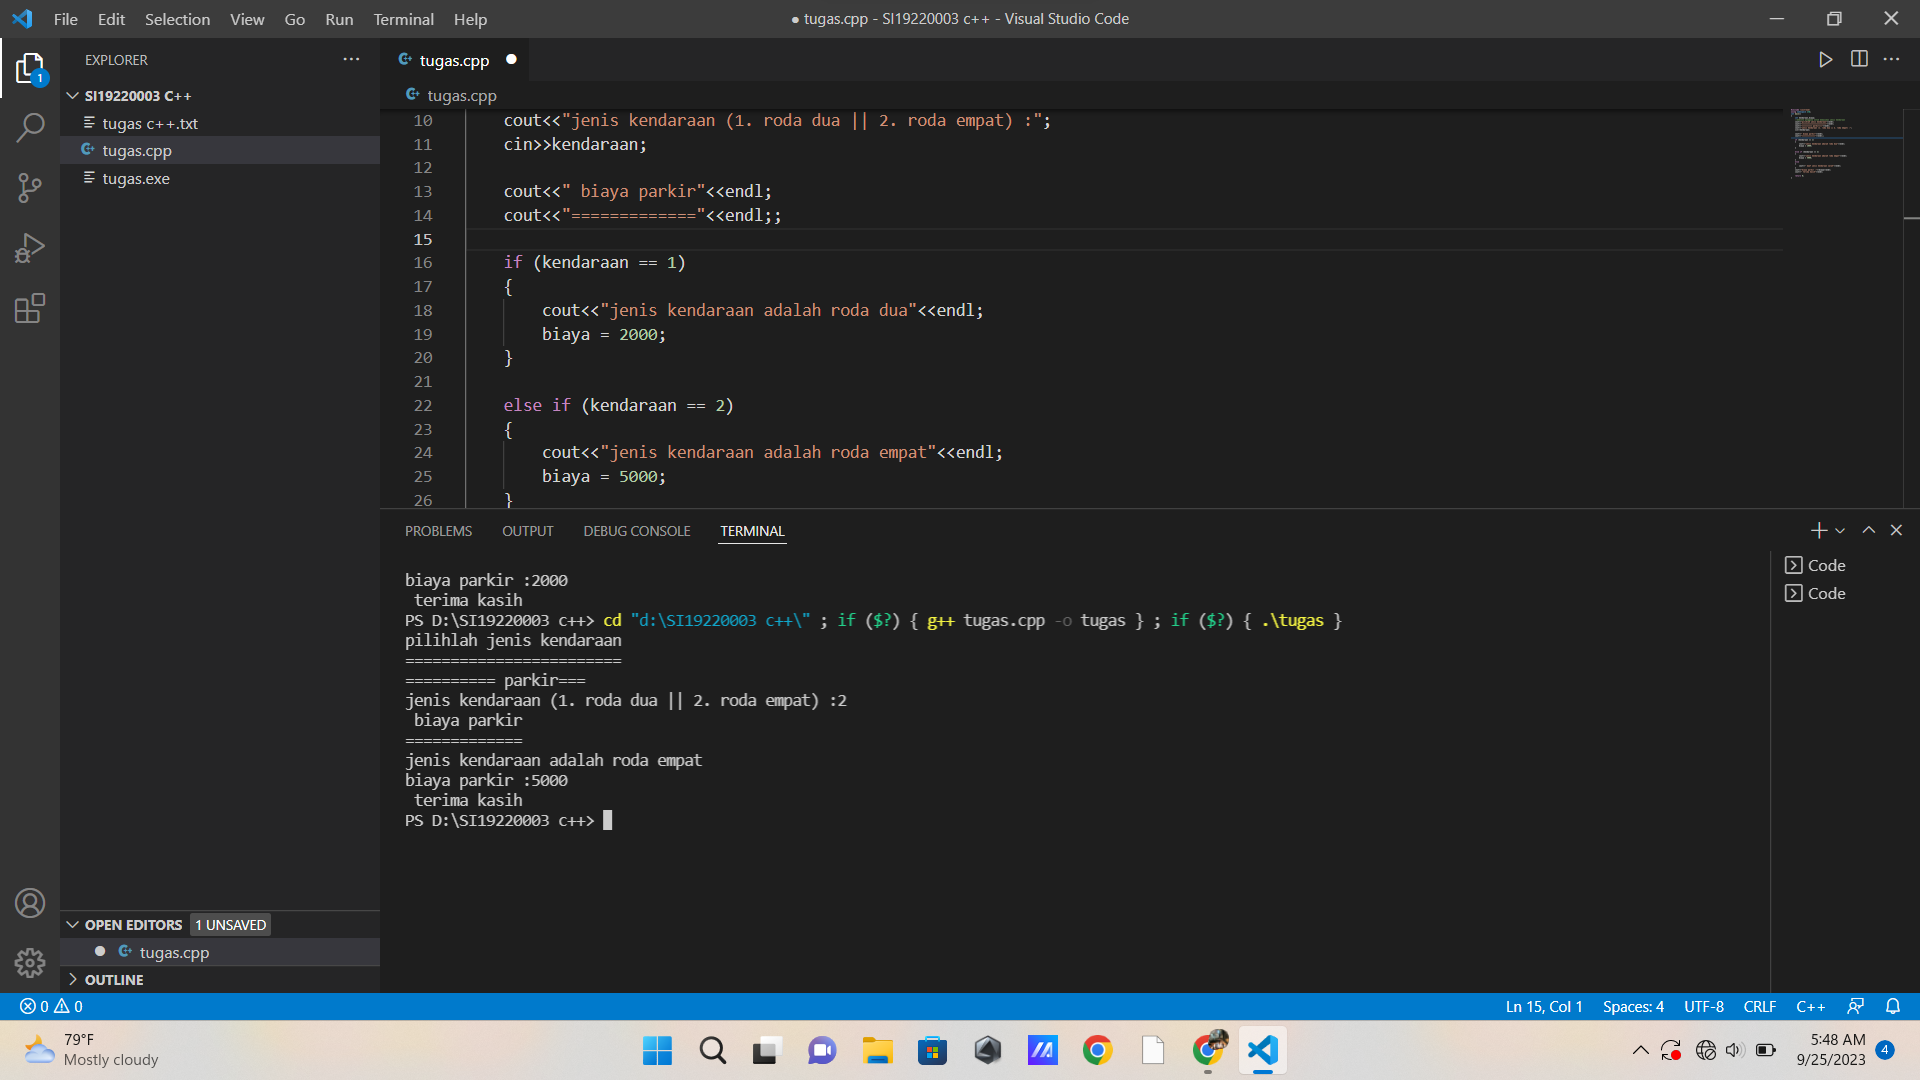 File Edit Selection View Go Run Terminal Help
● tugas.cpp - SI19220003 c++ - Visual Studio Code
1
EXPLORER
SI19220003 C++
tugas c++.txt
tugas.cpp
tugas.exe
OPEN EDITORS 1 UNSAVED
tugas.cpp
OUTLINE
tugas.cpp
tugas.cpp
10 cout<<"jenis kendaraan (1. roda dua || 2. roda empat) :";
11 cin>>kendaraan;
12
13 cout<<" biaya parkir"<<endl;
14 cout<<"============="<<endl;;
15
16 if (kendaraan == 1)
17 {
18 cout<<"jenis kendaraan adalah roda dua"<<endl;
19 biaya = 2000;
20 }
21
22 else if (kendaraan == 2)
23 {
24 cout<<"jenis kendaraan adalah roda empat"<<endl;
25 biaya = 5000;
26 }
PROBLEMS OUTPUT DEBUG CONSOLE TERMINAL
biaya parkir :2000
terima kasih
PS D:\SI19220003 c++> cd "d:\SI19220003 c++\" ; if ($?) { g++ tugas.cpp -o tugas } ; if ($?) { .\tugas }
pilihlah jenis kendaraan
========================
========== parkir===
jenis kendaraan (1. roda dua || 2. roda empat) :2
biaya parkir
=============
jenis kendaraan adalah roda empat
biaya parkir :5000
terima kasih
PS D:\SI19220003 c++>
Code
Code
0 0
Ln 15, Col 1 Spaces: 4 UTF-8 CRLF C++
79°F
Mostly cloudy
5:48 AM
9/25/2023
4